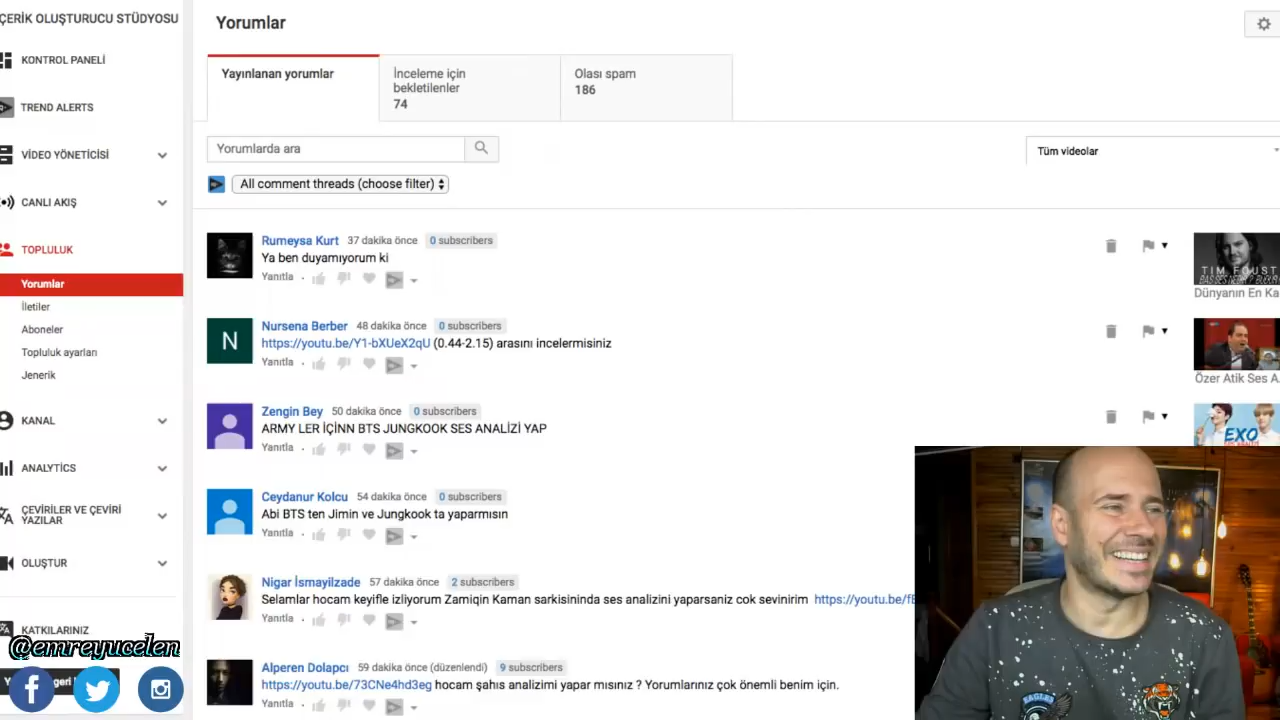 İÇERİK OLUŞTURUCU STÜDYOSU
Yorumlar
KONTROL PANELİ
TREND ALERTS
VİDEO YÖNETİCİSİ
CANLI AKIŞ
TOPLULUK
Yorumlar
İletiler
Aboneler
Topluluk ayarları
Jenerik
KANAL
ANALYTICS
ÇEVİRİLER VE ÇEVİRİ
YAZILAR
OLUŞTUR
KATKILARINIZ
@emreyucelen
Yayınlanan yorumlar
İnceleme için
bekletilenler
74
Olası spam
186
Yorumlarda ara
Tüm videolar
All comment threads (choose filter)
Rumeysa Kurt 37 dakika önce 0 subscribers
Ya ben duyamıyorum ki
Yanıtla
TIM FOUST
Dünyanın En Ka
Nursena Berber 48 dakika önce 0 subscribers
https://youtu.be/Y1-bXUeX2qU (0.44-2.15) arasını incelermisiniz
Yanıtla
Özer Atik Ses A
Zengin Bey 50 dakika önce 0 subscribers
ARMY LER İÇİNN BTS JUNGKOOK SES ANALİZİ YAP
Yanıtla
EXO
Ceydanur Kolcu 54 dakika önce 0 subscribers
Abi BTS ten Jimin ve Jungkook ta yaparmısın
Yanıtla
Nigar İsmayilzade 57 dakika önce 2 subscribers
Selamlar hocam keyifle izliyorum Zamiqin Kaman sarkisininda ses analizini yaparsaniz cok sevinirim https://youtu.be/fE
Yanıtla
Alperen Dolapcı 59 dakika önce (düzenlendi) 9 subscribers
https://youtu.be/73CNe4hd3eg hocam şahıs analizimi yapar mısınız ? Yorumlarınız çok önemli benim için.
Yanıtla
N
EAGLES